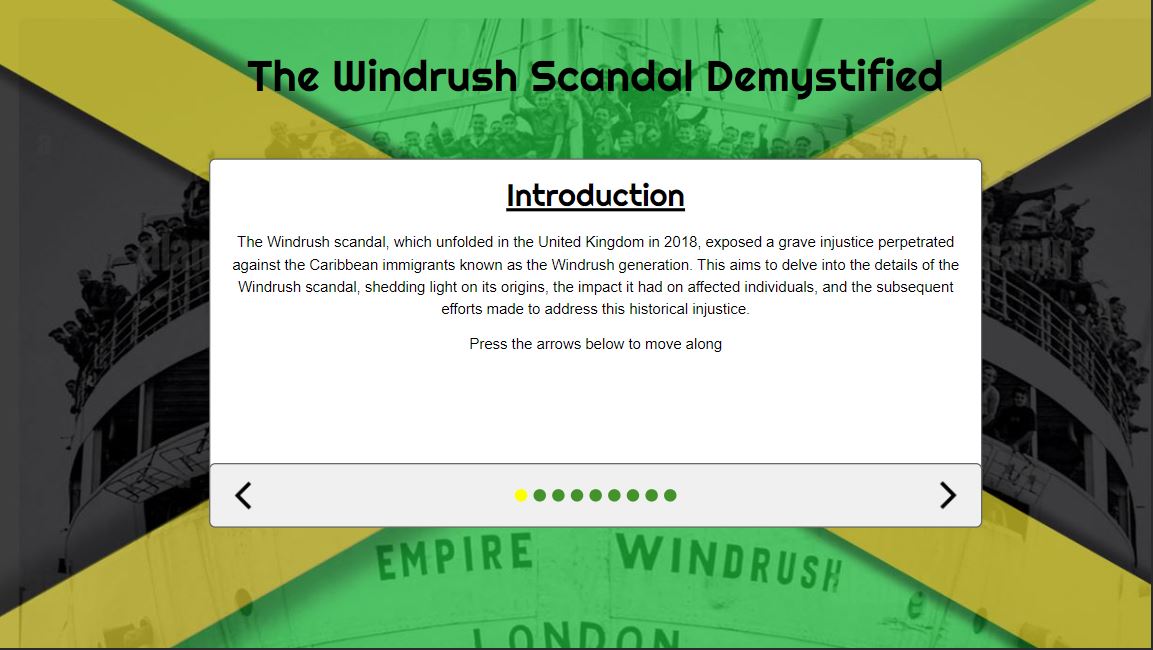 The Windrush Scandal Demystified
Introduction
The Windrush scandal, which unfolded in the United Kingdom in 2018, exposed a grave injustice perpetrated
against the Caribbean immigrants known as the Windrush generation. This aims to delve into the details of the
Windrush scandal, shedding light on its origins, the impact it had on affected individuals, and the subsequent
efforts made to address this historical injustice.
Press the arrows below to move along
EMPIRE WINDRUSH
LONDON